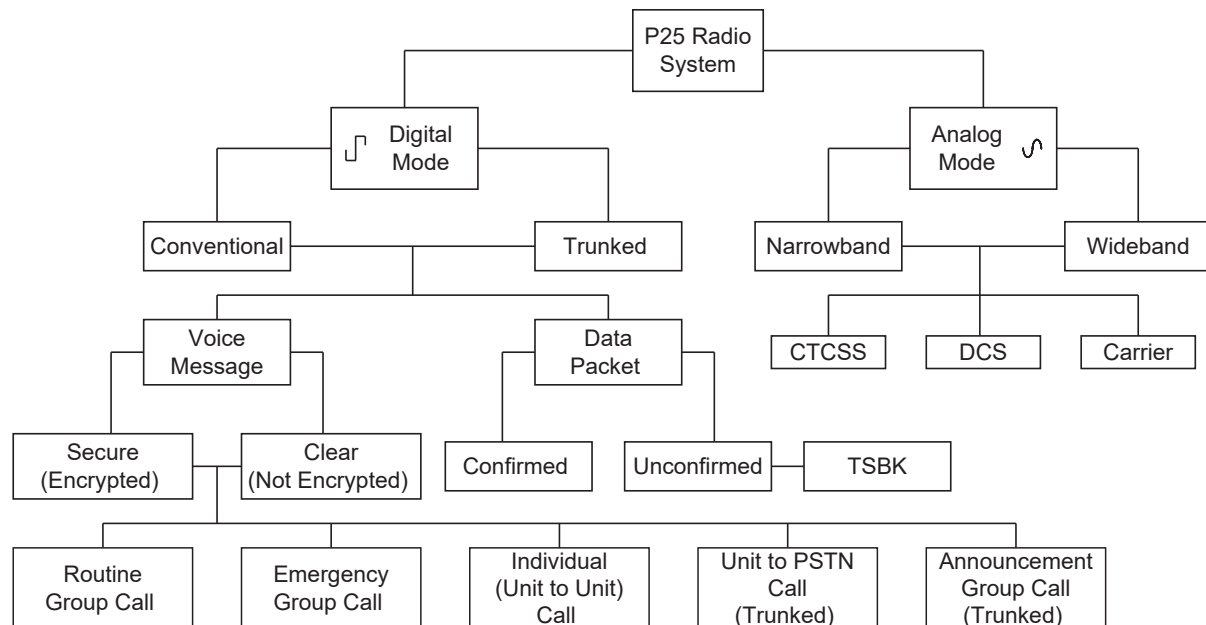 P25 Radio
System
Digital
Mode
Analog
Mode
Conventional
Trunked
Narrowband
Wideband
Voice
Message
Data
Packet
CTCSS
DCS
Carrier
Secure
(Encrypted)
Clear
(Not Encrypted)
Confirmed
Unconfirmed
TSBK
Routine
Group Call
Emergency
Group Call
Individual
(Unit to Unit)
Call
Unit to PSTN
Call
(Trunked)
Announcement
Group Call
(Trunked)